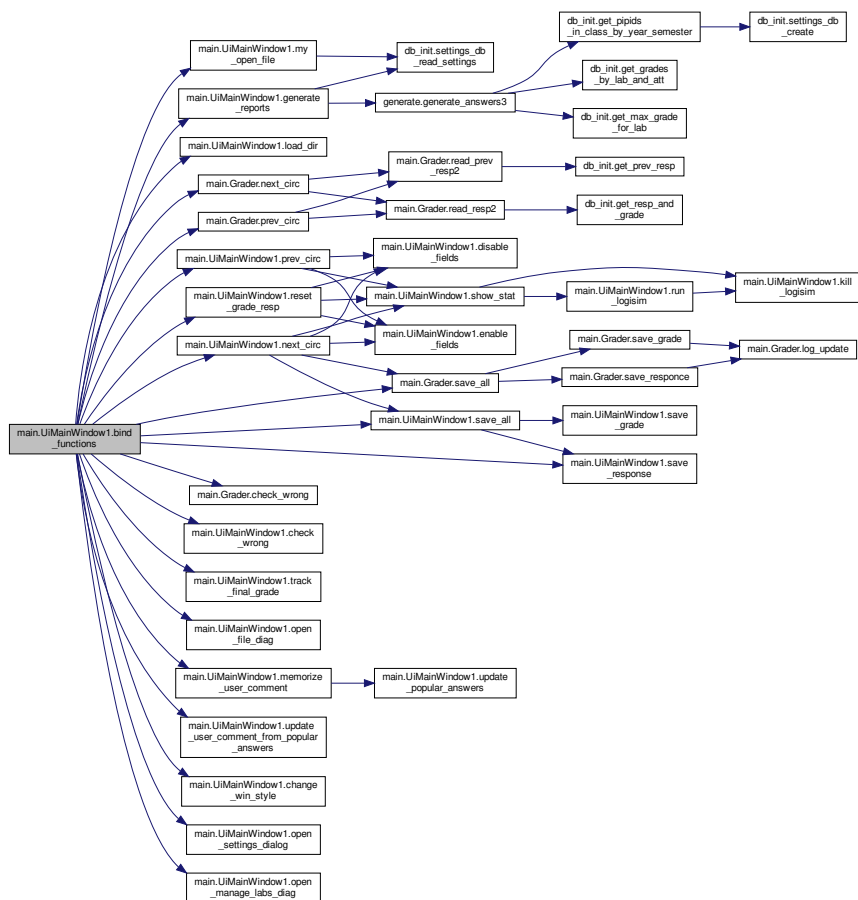 main.UiMainWindow1.bind
_functions
main.UiMainWindow1.my
_open_file
main.UiMainWindow1.generate
_reports
main.UiMainWindow1.load_dir
main.Grader.next_circ
main.Grader.prev_circ
main.UiMainWindow1.prev_circ
main.UiMainWindow1.reset
_grade_resp
main.UiMainWindow1.next_circ
main.Grader.check_wrong
main.UiMainWindow1.check
_wrong
main.UiMainWindow1.track
_final_grade
main.UiMainWindow1.open
_file_diag
main.UiMainWindow1.memorize
_user_comment
main.UiMainWindow1.update
_user_comment_from_popular
_answers
main.UiMainWindow1.change
_win_style
main.UiMainWindow1.open
_settings_dialog
main.UiMainWindow1.open
_manage_labs_diag
db_init.settings_db
_read_settings
generate.generate_answers3
main.Grader.read_prev
_resp2
main.Grader.read_resp2
main.UiMainWindow1.disable
_fields
main.UiMainWindow1.show_stat
main.UiMainWindow1.enable
_fields
main.Grader.save_all
main.UiMainWindow1.save_all
main.UiMainWindow1.update
_popular_answers
db_init.get_pipids
_in_class_by_year_semester
db_init.get_grades
_by_lab_and_att
db_init.get_max_grade
_for_lab
db_init.get_prev_resp
db_init.get_resp_and
_grade
main.UiMainWindow1.run
_logisim
main.Grader.save_grade
main.Grader.save_responce
main.UiMainWindow1.save
_grade
main.UiMainWindow1.save
_response
db_init.settings_db
_create
main.UiMainWindow1.kill
_logisim
main.Grader.log_update